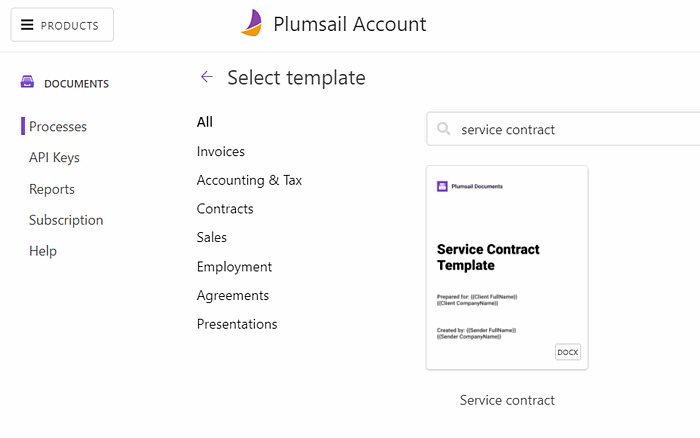 PRODUCTS
Plumsail Account
DOCUMENTS
Processes
API Keys
Reports
Subscription
Help
Select template
All
Invoices
Accounting & Tax
Contracts
Sales
Employment
Agreements
Presentations
service contract
Plumsail Documents
Service Contract
Template
Prepared for: {{Client FullName}}
{{Client CompanyName}}
Created by: {{Sender FullName}}
{{Sender CompanyName}}
DOCX
Service contract